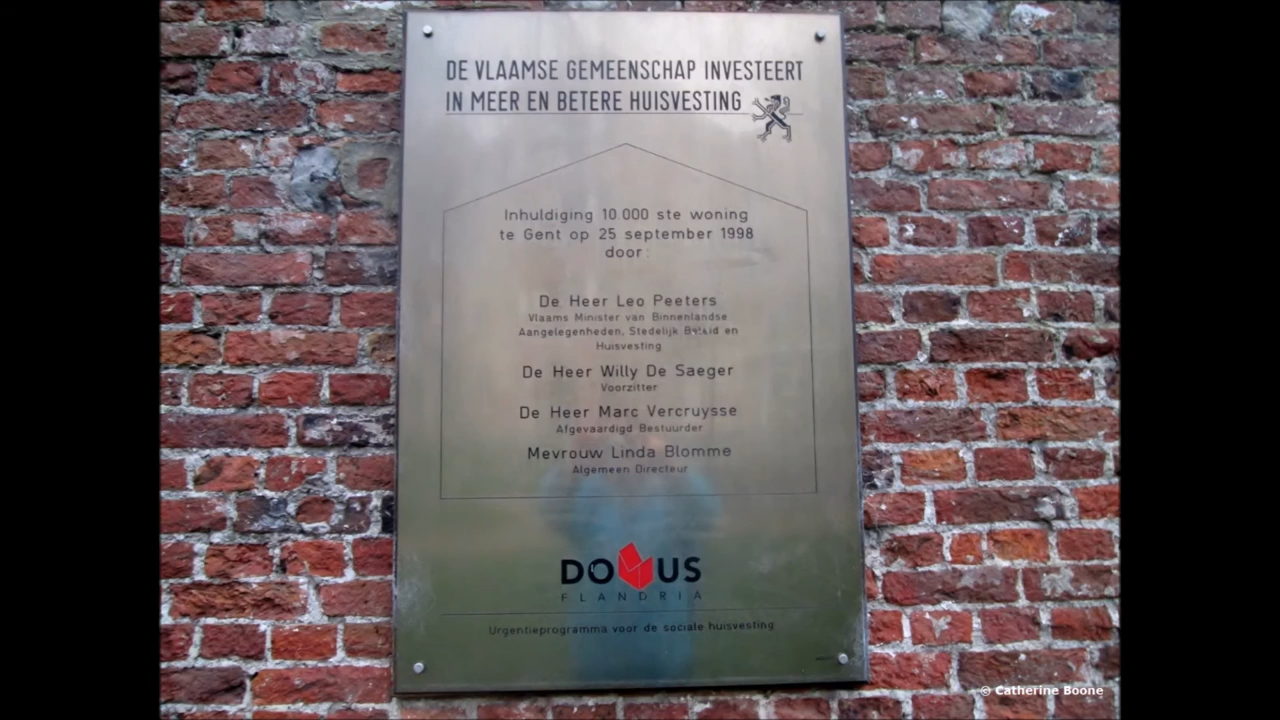 DE VLAAMSE GEMEENSCHAP INVESTEERT
IN MEER EN BETERE HUISVESTING
Inhuldiging 10.000 ste woning
te Gent op 25 september 1998
door:
De Heer Leo Peeters
Vlaams Minister van Binnenlandse
Aangelegenheden, Stedelijk Beleid en
Huisvesting
De Heer Willy De Saeger
Voorzitter
De Heer Marc Vercruysse
Afgevaardigd Bestuurder
Mevrouw Linda Blomme
Algemeen Directeur
DOMUS
FLANDRIA
Urgentieprogramma voor de sociale huisvesting
© Catherine Boone